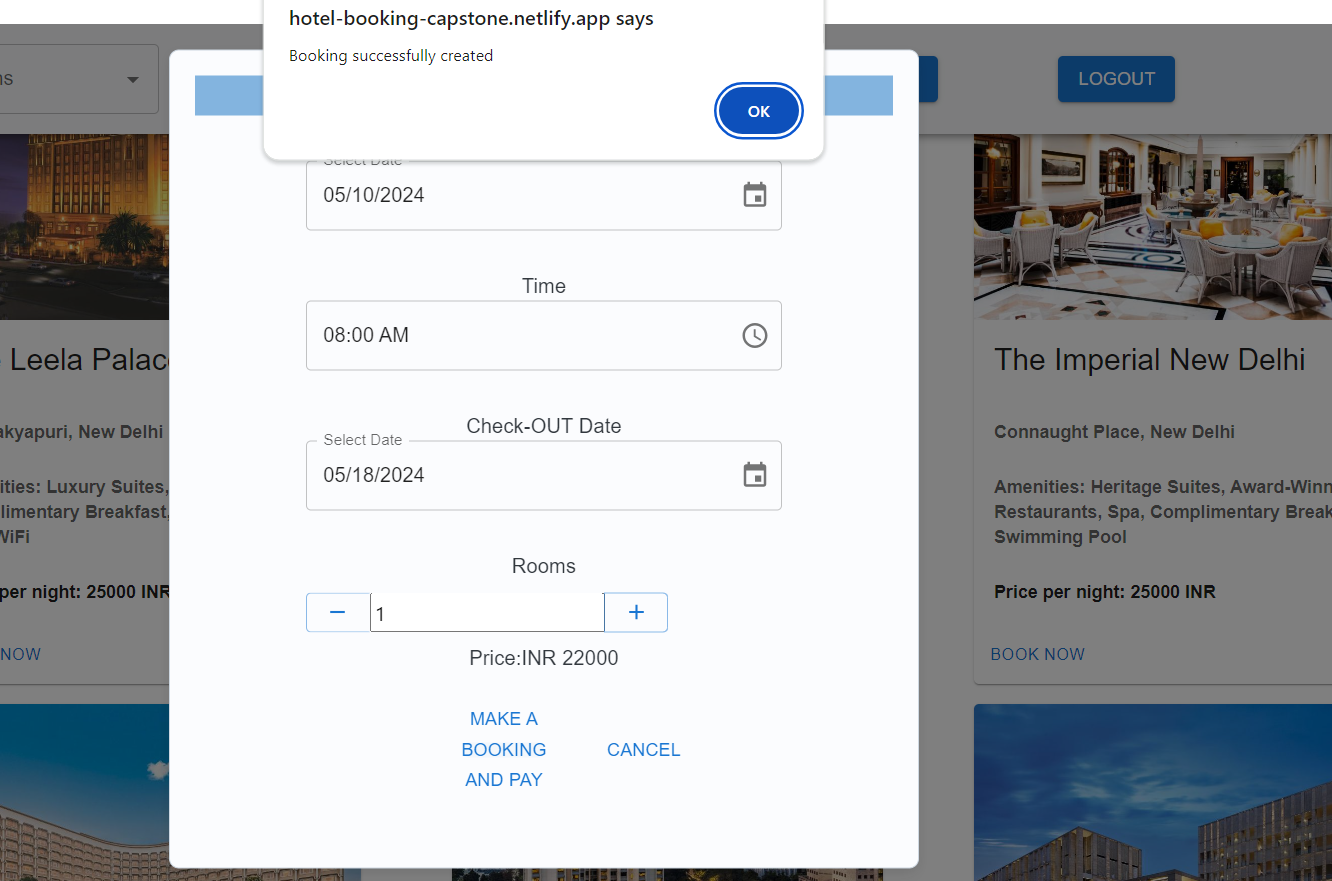 hotel-booking-capstone.netlify.app says
Booking successfully created
OK
LOGOUT
Select Date
05/10/2024
Time
08:00 AM
Check-OUT Date
Select Date
05/18/2024
Rooms
− 1 +
Price:INR 22000
MAKE A
BOOKING
AND PAY
CANCEL
Leela Palac
akyapuri, New Delhi
ities: Luxury Suites,
limentary Breakfast,
WiFi
per night: 25000 INR
NOW
The Imperial New Delhi
Connaught Place, New Delhi
Amenities: Heritage Suites, Award-Winn
Restaurants, Spa, Complimentary Break
Swimming Pool
Price per night: 25000 INR
BOOK NOW